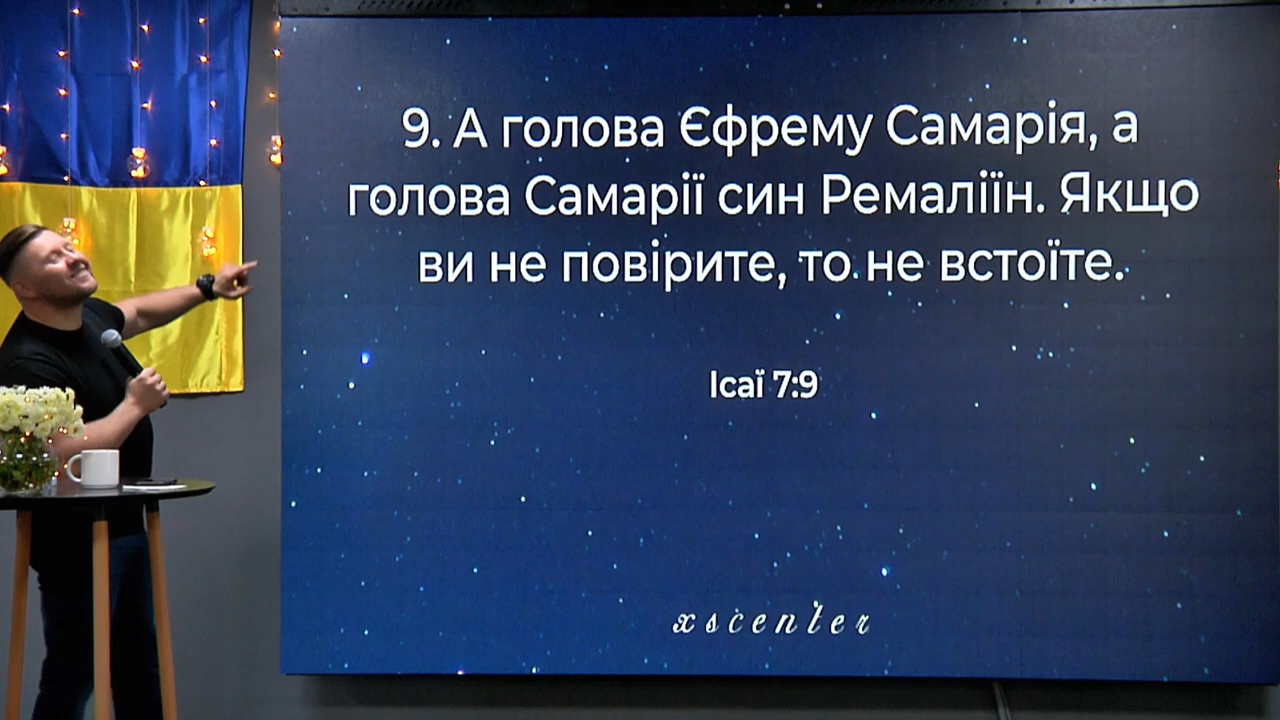 9. А голова Єфрему Самарія, а
голова Самарії син Ремаліїн. Якщо
ви не повірите, то не встоїте.
Ісаї 7:9
xscenter